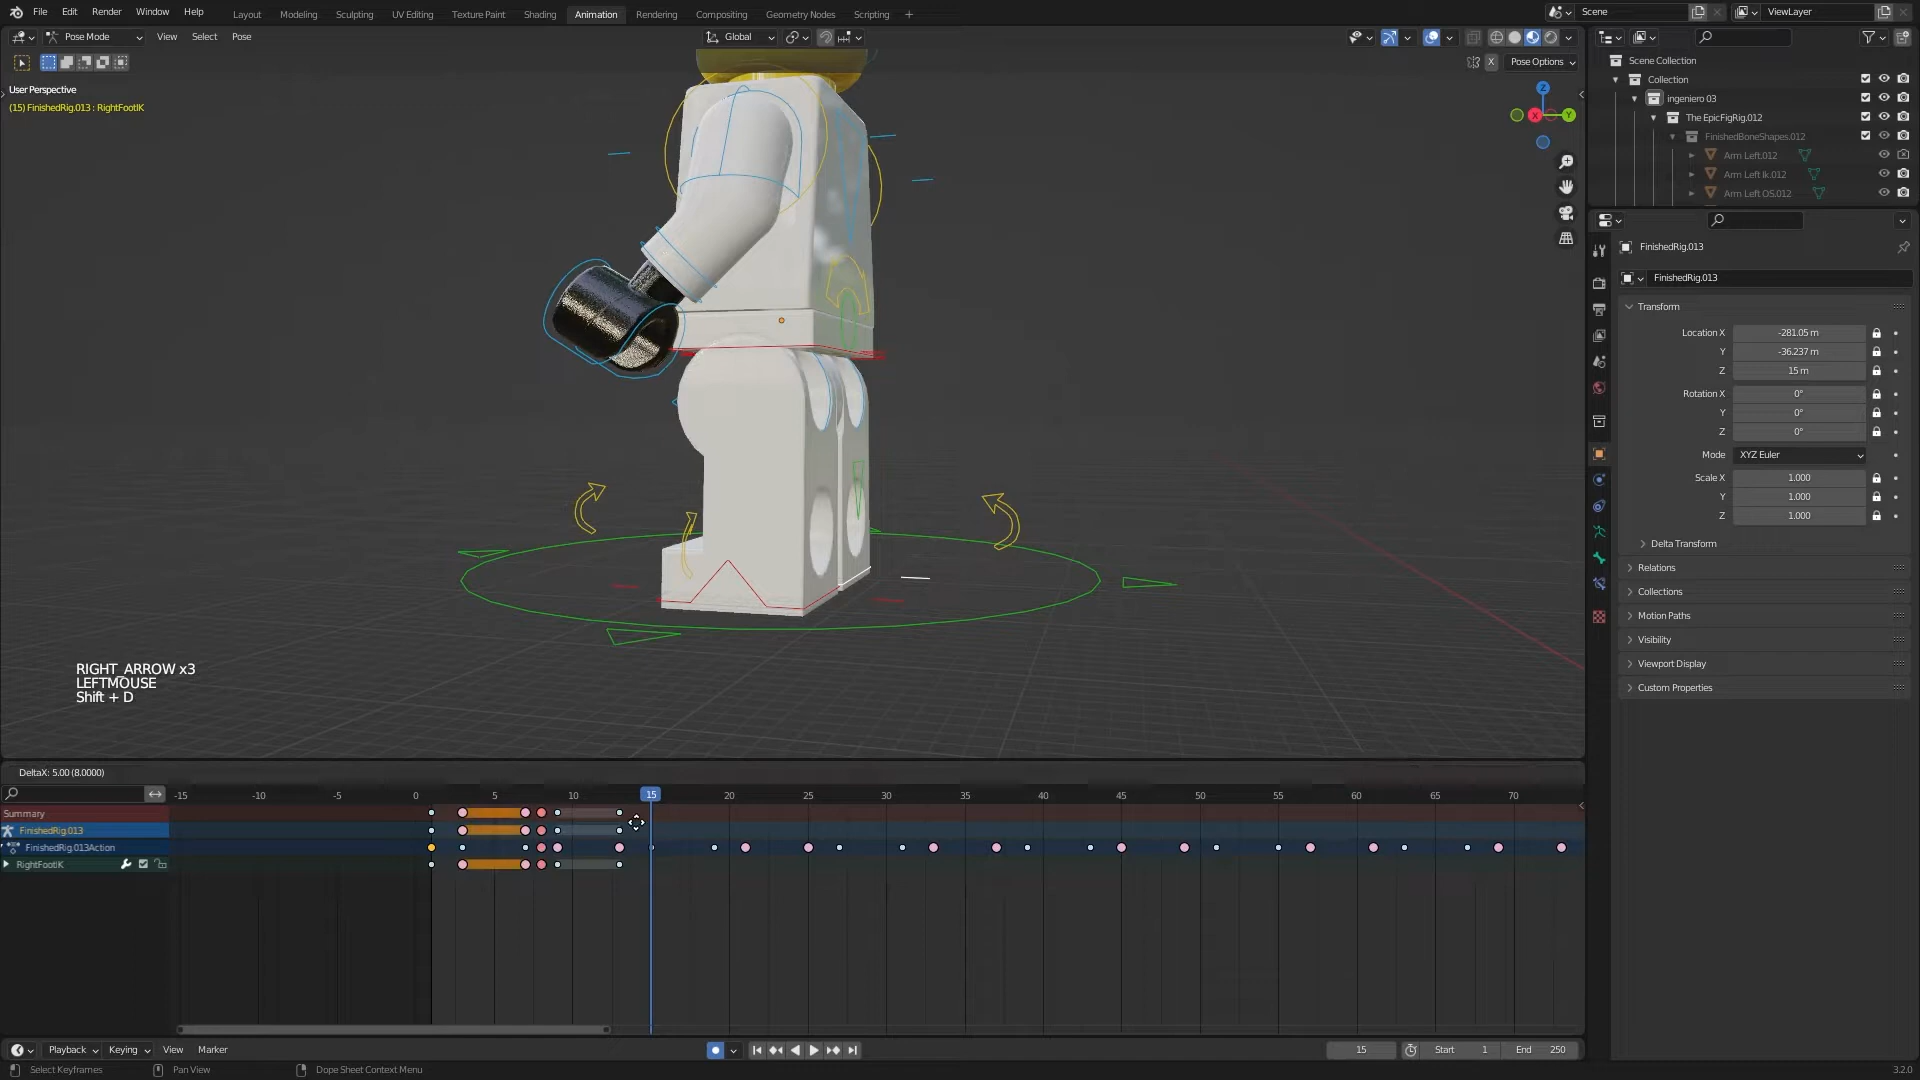 File Edit Render Window Help Layout Modeling Sculpting UV Editing Texture Paint Shading Animation Rendering Compositing Geometry Nodes Scripting + Scene ViewLayer
Pose Mode View Select Pose Global
X Pose Options
User Perspective
(15) FinishedRig.013 : RightFootIK
Z
X
Y
RIGHT_ARROW x3
LEFTMOUSE
Shift + D
Scene Collection
Collection
ingeniero 03
The EpicFigRig.012
FinishedBoneShapes.012
Arm Left.012
Arm Left Ik.012
Arm Left.OS.012
FinishedRig.013
FinishedRig.013
Transform
Location X -281.05 m
Y -36.237 m
Z 15 m
Rotation X 0°
Y 0°
Z 0°
Mode XYZ Euler
Scale X 1.000
Y 1.000
Z 1.000
Delta Transform
Relations
Collections
Motion Paths
Visibility
Viewport Display
Custom Properties
DeltaX: 5.00 (8.0000)
-15 -10 -5 0 5 10 15 20 25 30 35 40 45 50 55 60 65 70
Summary
FinishedRig.013
FinishedRig.013Action
RightFootIK
Playback Keying View Marker 15 Start 1 End 250
Select Keyframes Pan View Dope Sheet Context Menu 3.2.0